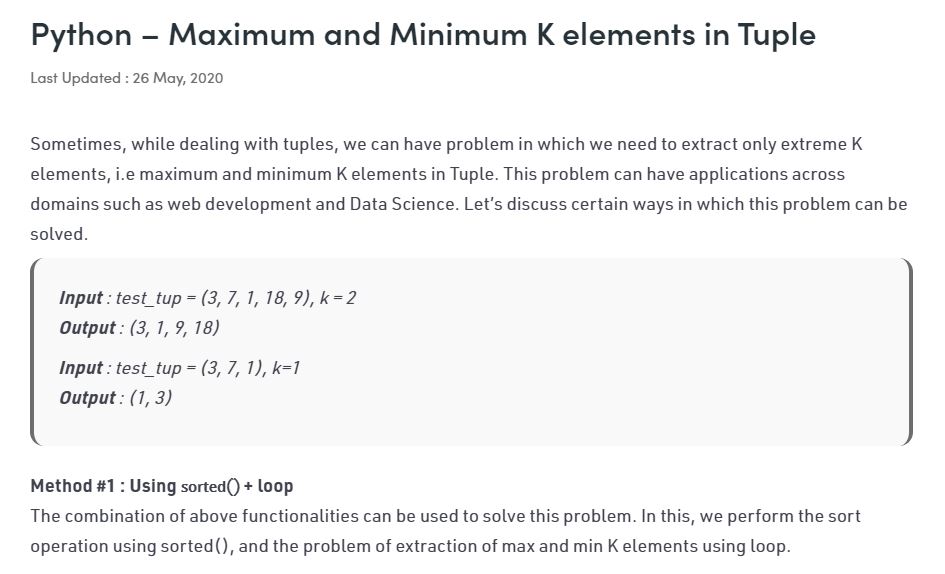 Python – Maximum and Minimum K elements in Tuple
Last Updated : 26 May, 2020
Sometimes, while dealing with tuples, we can have problem in which we need to extract only extreme K
elements, i.e maximum and minimum K elements in Tuple. This problem can have applications across
domains such as web development and Data Science. Let’s discuss certain ways in which this problem can be
solved.
Input : test_tup = (3, 7, 1, 18, 9), k = 2
Output : (3, 1, 9, 18)
Input : test_tup = (3, 7, 1), k=1
Output : (1, 3)
Method #1 : Using sorted() + loop
The combination of above functionalities can be used to solve this problem. In this, we perform the sort
operation using sorted(), and the problem of extraction of max and min K elements using loop.